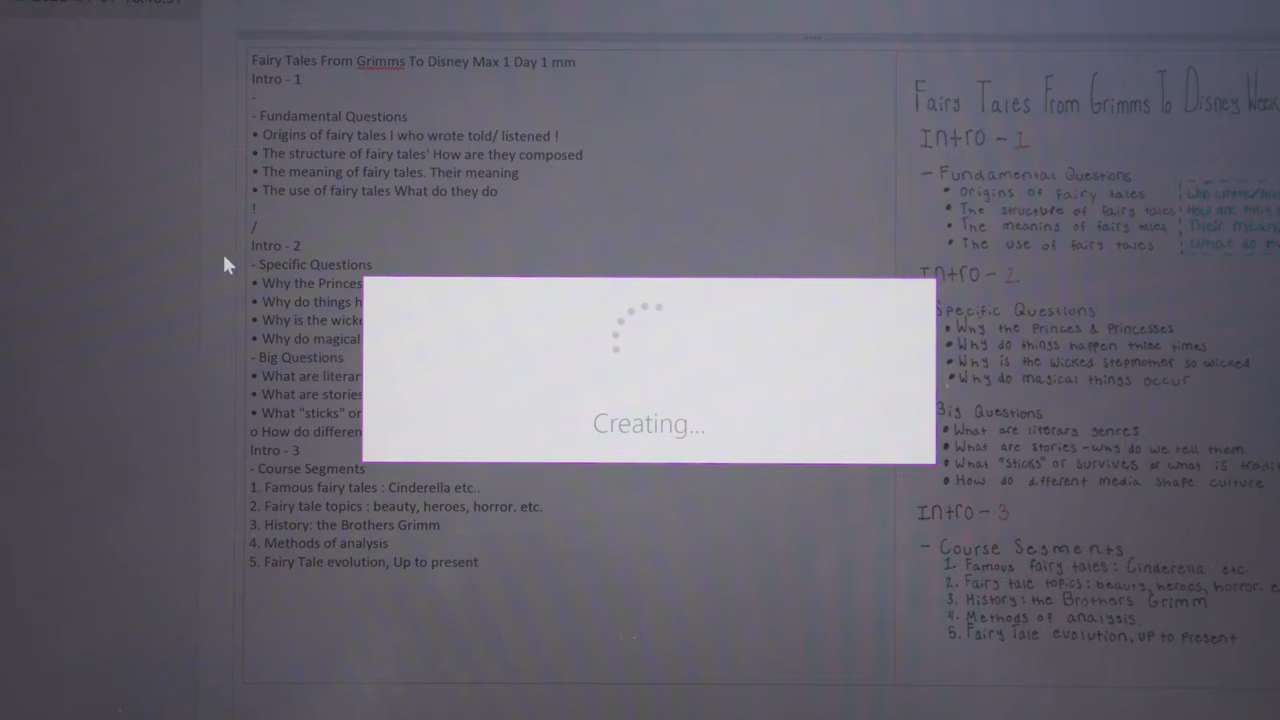 Fairy Tales From Grimms To Disney Max 1 Day 1 mm
Intro - 1
-
- Fundamental Questions
• Origins of fairy tales I who wrote told/ listened !
• The structure of fairy tales' How are they composed
• The meaning of fairy tales. Their meaning
• The use of fairy tales What do they do
!
/
Intro - 2
- Specific Questions
• Why the Princes
• Why do things h
• Why is the wick
• Why do magical
- Big Questions
• What are literar
• What are stories
• What "sticks" or
o How do differen
Intro - 3
- Course Segments
1. Famous fairy tales : Cinderella etc..
2. Fairy tale topics : beauty, heroes, horror. etc.
3. History: the Brothers Grimm
4. Methods of analysis
5. Fairy Tale evolution, Up to present
Creating...
Fairy Tales From Grimms To Disney Week
Intro - 1
- Fundamental Questions
• Origins of fairy tales
• The structure of fairy tales
• The meaning of fairy tales
• The use of fairy tales
How are they
Their mean
What do
Intro - 2
Specific Questions
• Why the Princes & Princesses
• Why do things happen three times
• Why is the wicked stepmother so wicked
• Why do magical things occur
Big Questions
• What are literary genres
• What are stories - why do we tell them
• What "sticks" or survives or what is tradi
• How do different media shape culture
Intro - 3
- Course Segments
1. Famous fairy tales : Cinderella etc.
2. Fairy tale topics: beauty, heroes, horror. e
3. History: the Brothers Grimm
4. Methods of analysis
5. Fairy Tale evolution, up to present